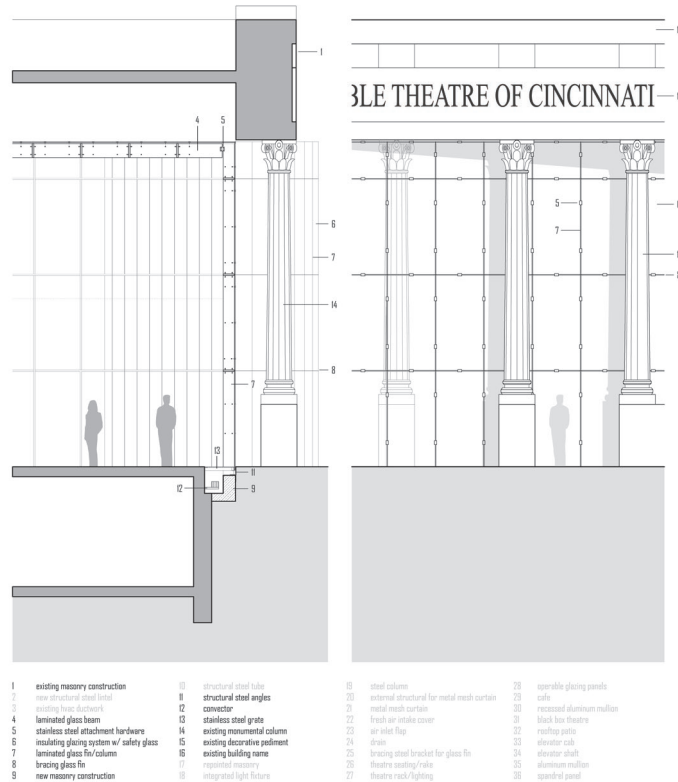 1
BLE THEATRE OF CINCINNATI
4
5
6
7
5
7
14
8
7
13
11
12
9
1 existing masonry construction
2 new structural steel lintel
3 existing hvac ductwork
4 laminated glass beam
5 stainless steel attachment hardware
6 insulating glazing system w/ safety glass
7 laminated glass fin/column
8 bracing glass fin
9 new masonry construction
10 structural steel tube
11 structural steel angles
12 convector
13 stainless steel grate
14 existing monumental column
15 existing decorative pediment
16 existing building name
17 repointed masonry
18 integrated light fixture
19 steel column
20 external structural for metal mesh curtain
21 metal mesh curtain
22 fresh air intake cover
23 air inlet flap
24 drain
25 bracing steel bracket for glass fin
26 theatre seating/rake
27 theatre rack/lighting
28 operable glazing panels
29 cafe
30 recessed aluminum mullion
31 black box theatre
32 rooftop patio
33 elevator cab
34 elevator shaft
35 aluminum mullion
36 spandrel panel